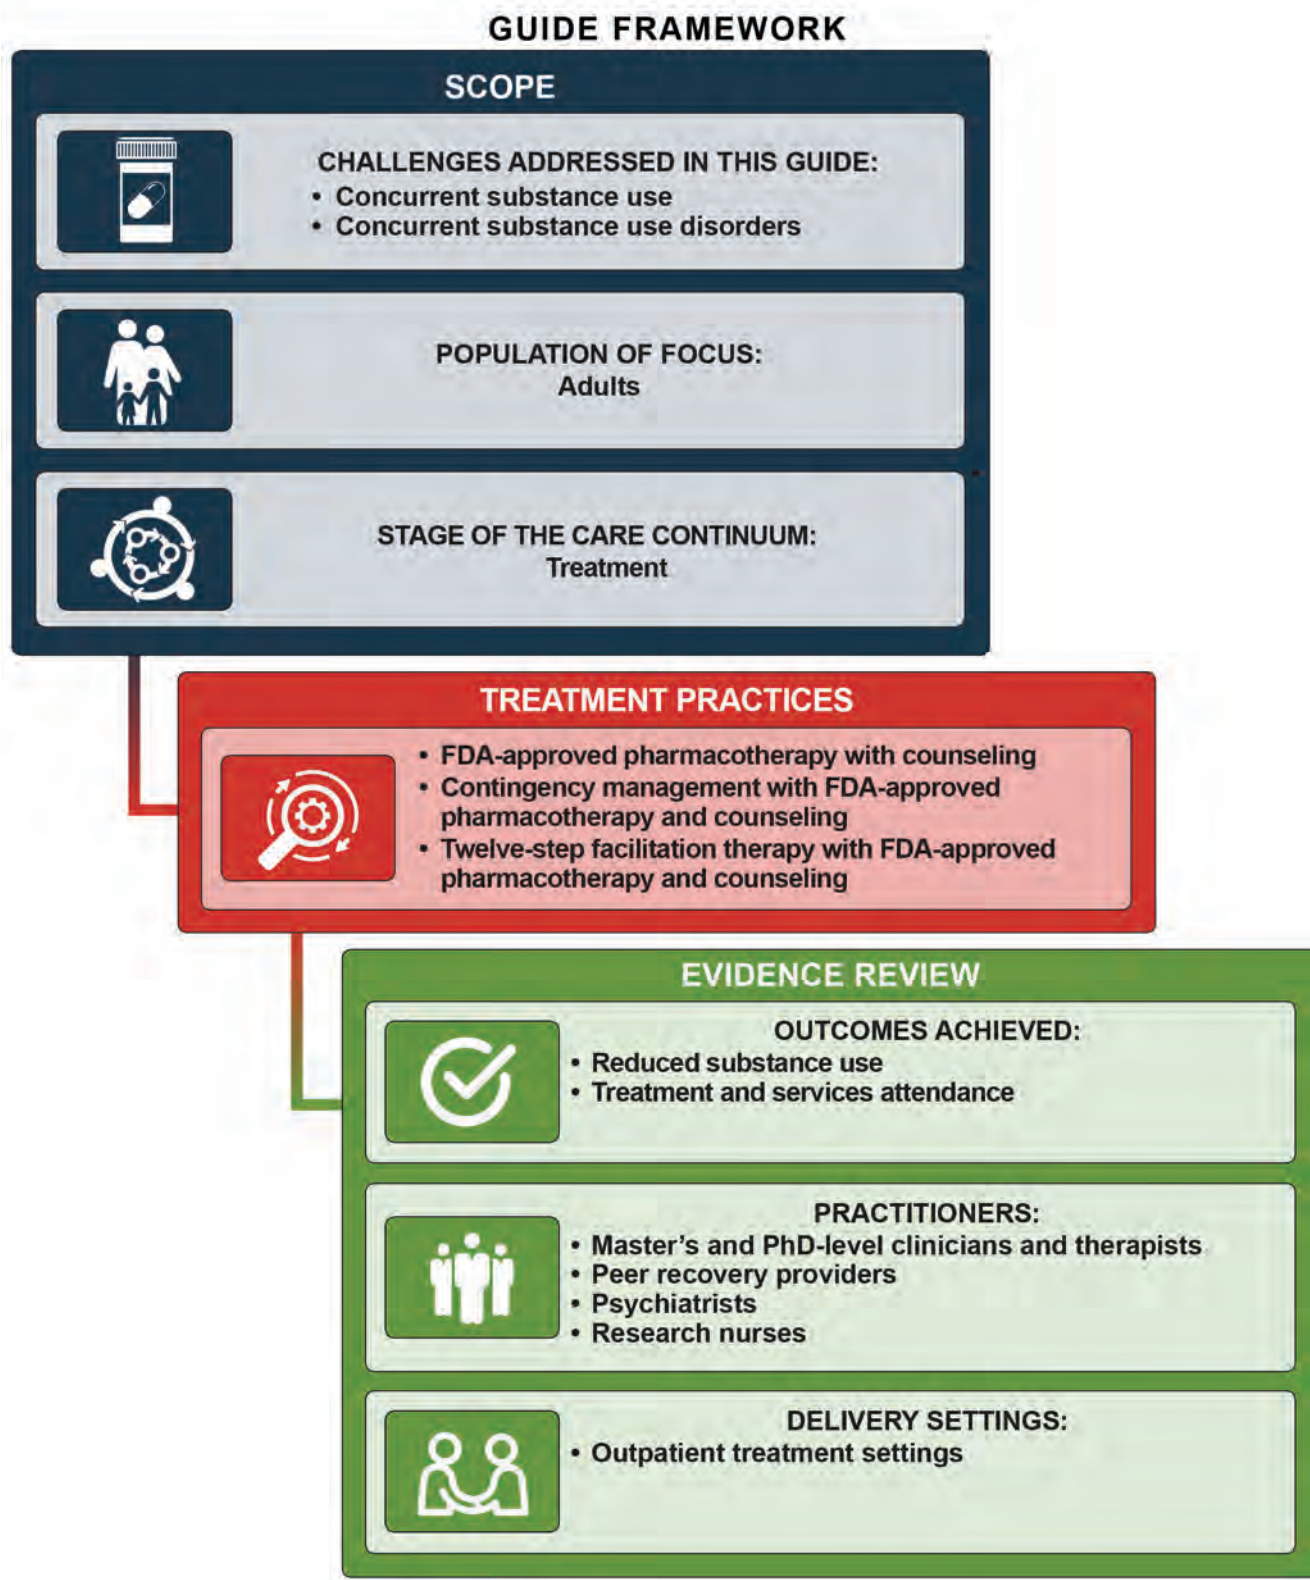 GUIDE FRAMEWORK
SCOPE
CHALLENGES ADDRESSED IN THIS GUIDE:
• Concurrent substance use
• Concurrent substance use disorders
POPULATION OF FOCUS:
Adults
STAGE OF THE CARE CONTINUUM:
Treatment
TREATMENT PRACTICES
• FDA-approved pharmacotherapy with counseling
• Contingency management with FDA-approved
pharmacotherapy and counseling
• Twelve-step facilitation therapy with FDA-approved
pharmacotherapy and counseling
EVIDENCE REVIEW
OUTCOMES ACHIEVED:
• Reduced substance use
• Treatment and services attendance
PRACTITIONERS:
• Master’s and PhD-level clinicians and therapists
• Peer recovery providers
• Psychiatrists
• Research nurses
DELIVERY SETTINGS:
• Outpatient treatment settings